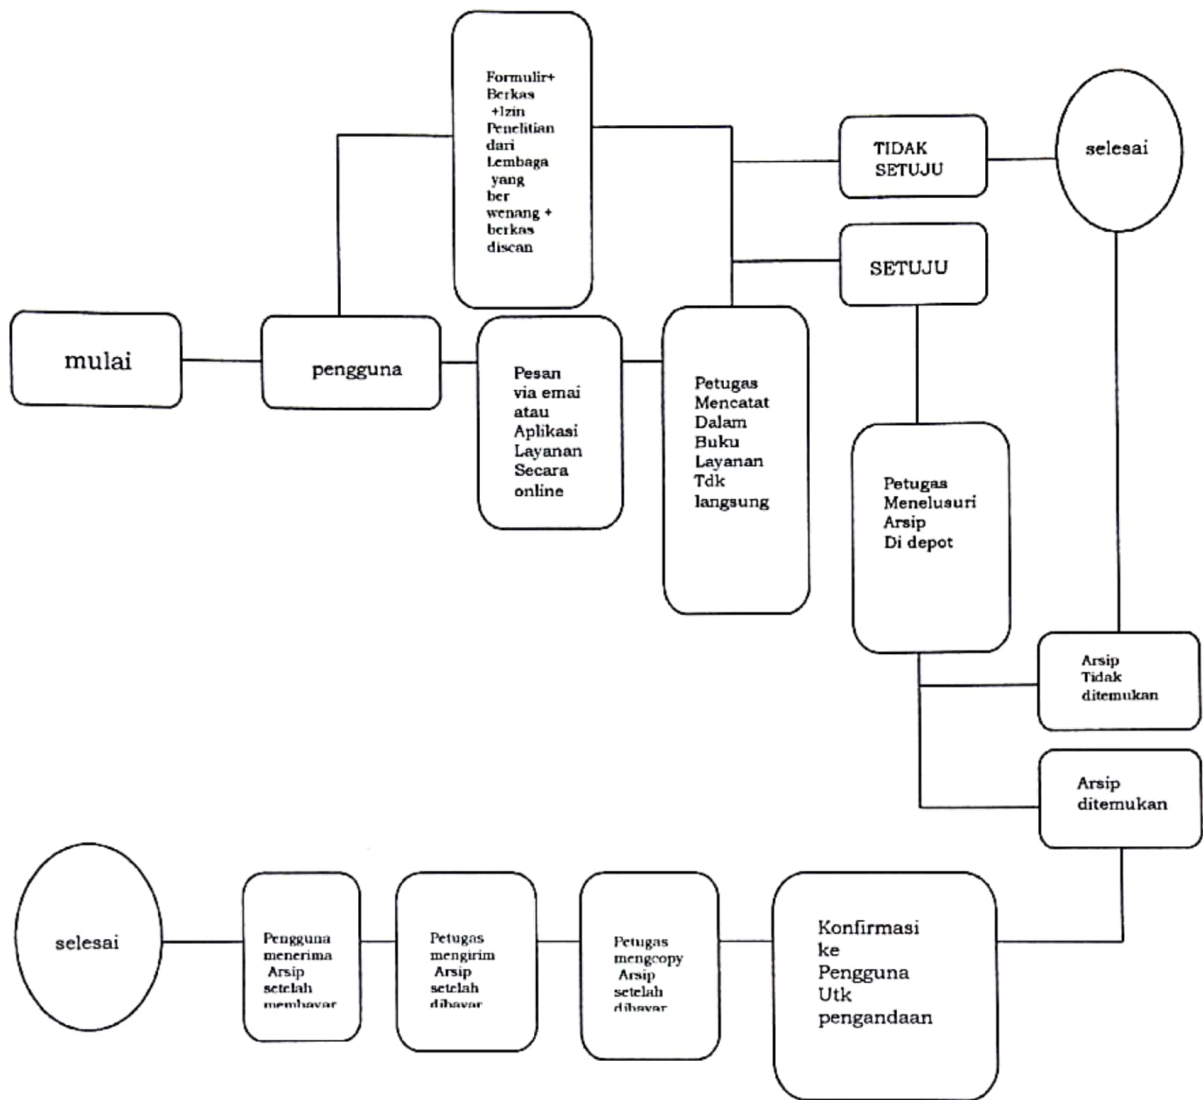 Formulir+
Berkas
+Izin
Penelitian
dari
Lembaga
yang
ber
wenang +
berkas
discan
TIDAK
SETUJU
selesai
SETUJU
mulai
pengguna
Pesan
via emai
atau
Aplikasi
Layanan
Secara
online
Petugas
Mencatat
Dalam
Buku
Layanan
Tdk
langsung
Petugas
Menelusuri
Arsip
Di depot
Arsip
Tidak
ditemukan
Arsip
ditemukan
selesai
Pengguna
menerima
Arsip
setelah
membayar
Petugas
mengirim
Arsip
setelah
dibayar
Petugas
mengcopy
Arsip
setelah
dibayar
Konfirmasi
ke
Pengguna
Utk
pengandaan